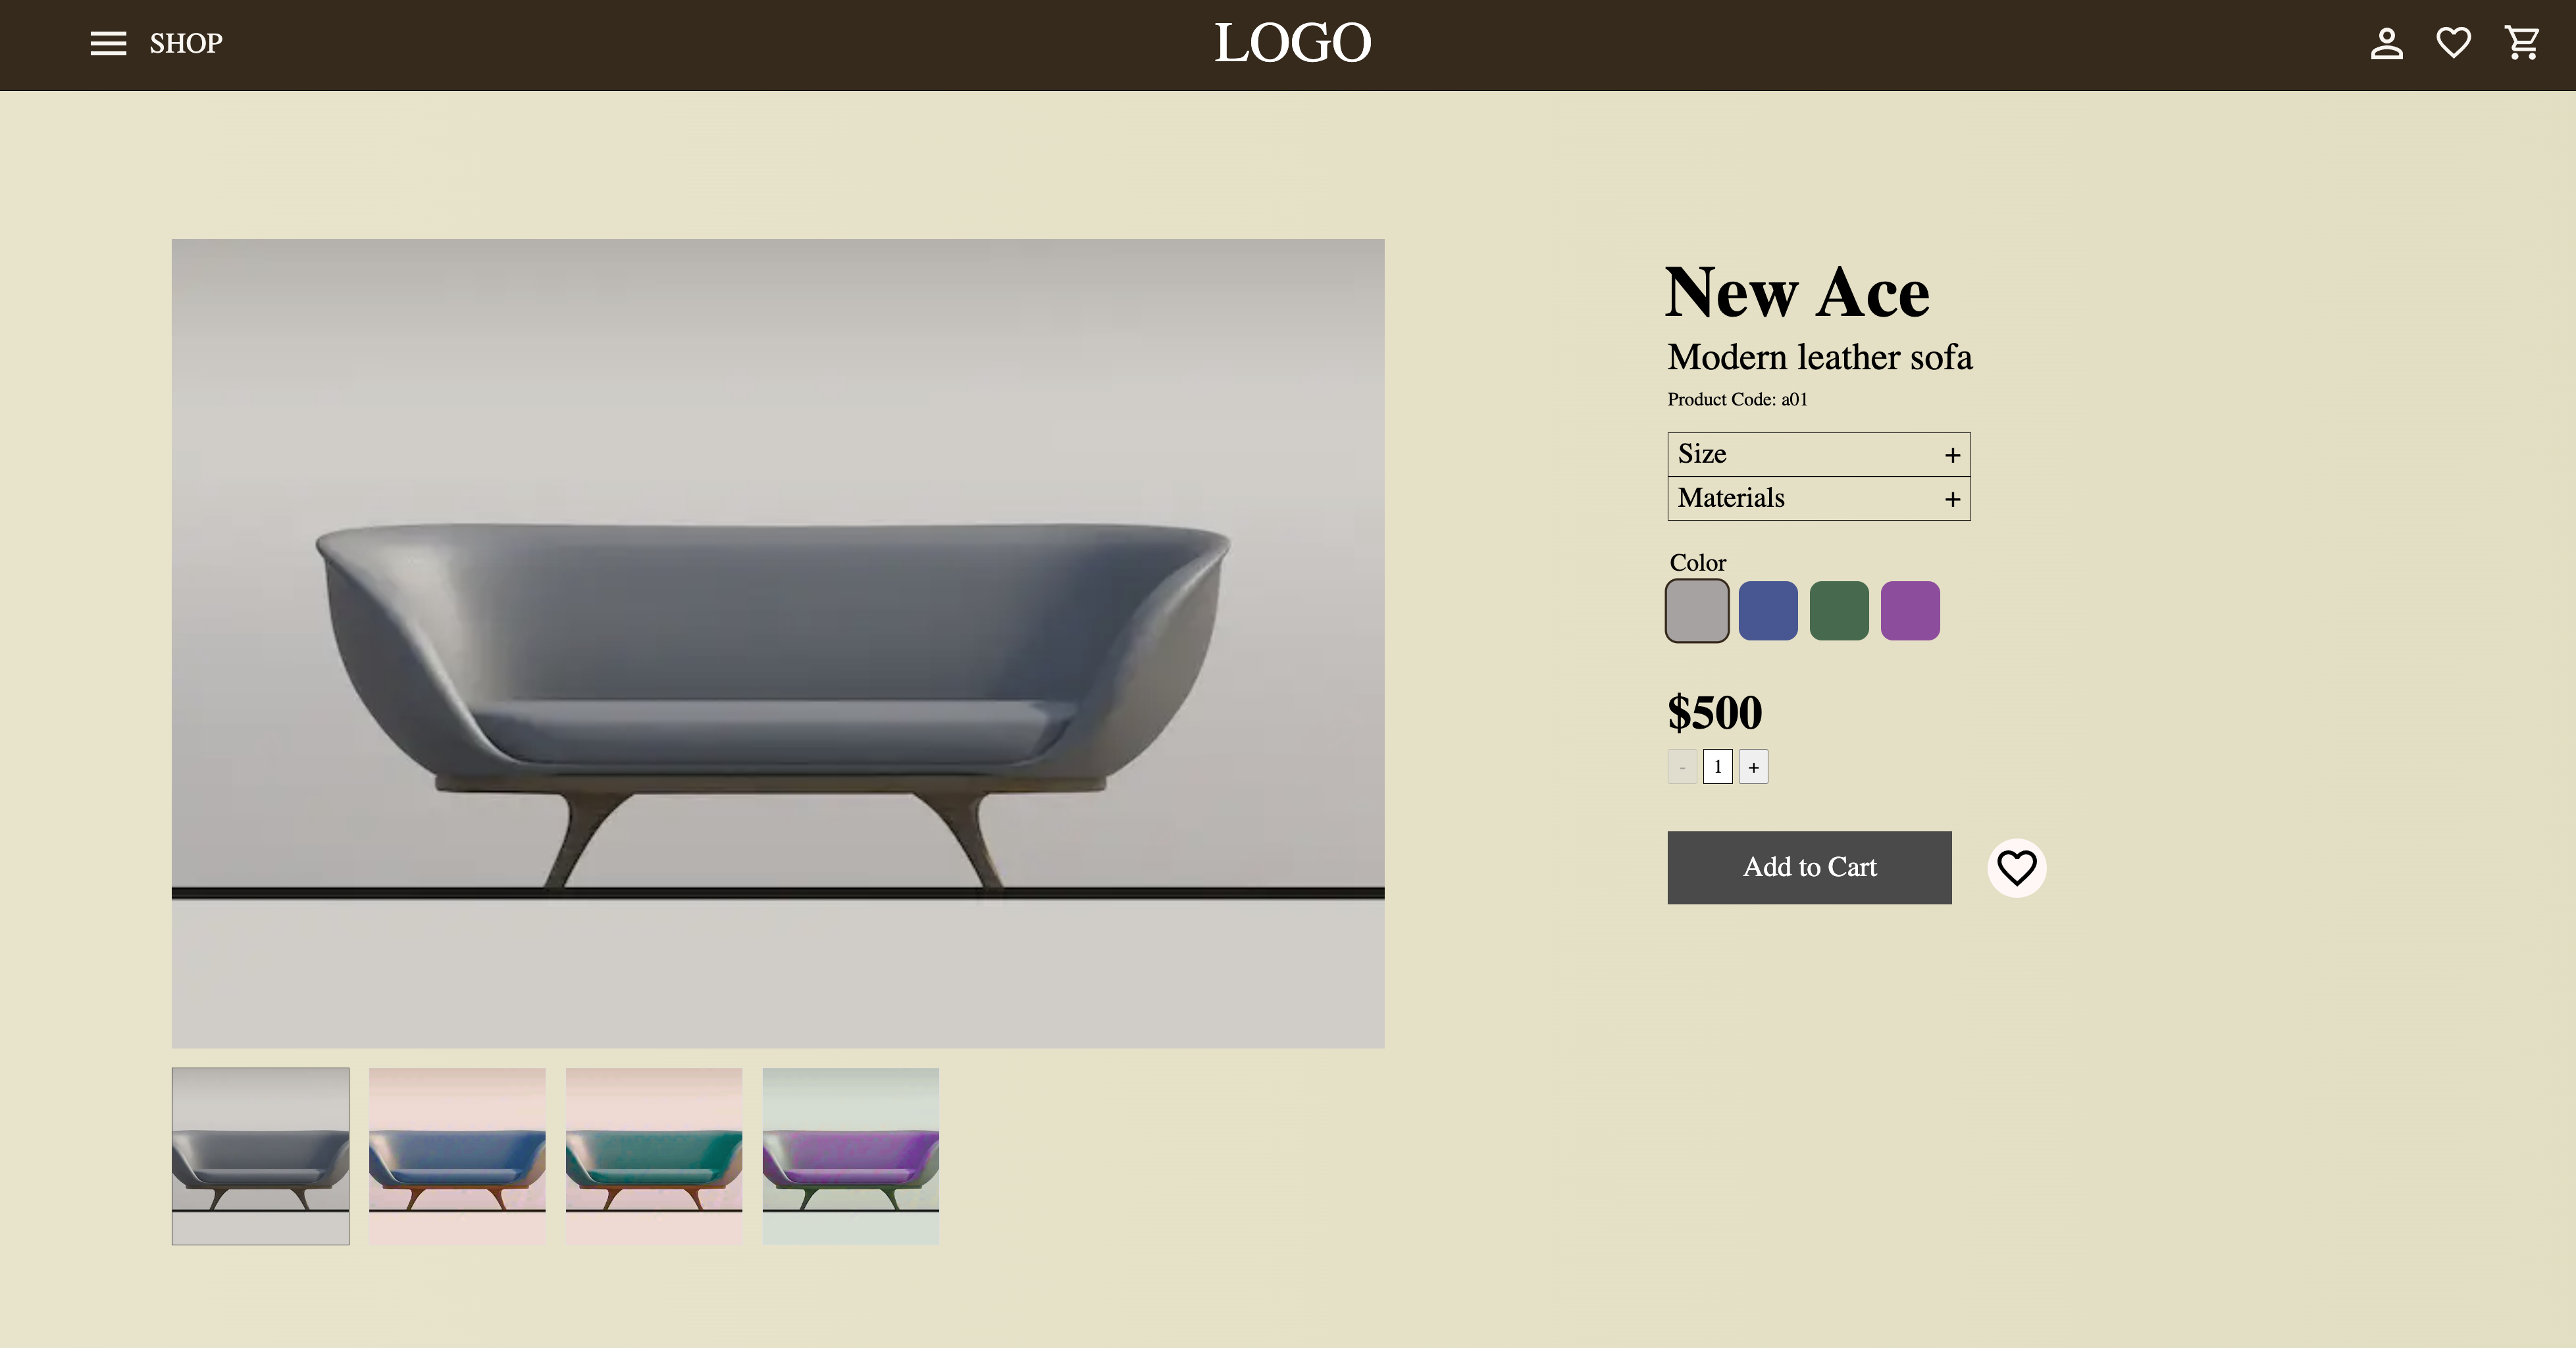 SHOP
LOGO
New Ace
Modern leather sofa
Product Code: a01
Size +
Materials +
Color
$500
- 1 +
Add to Cart